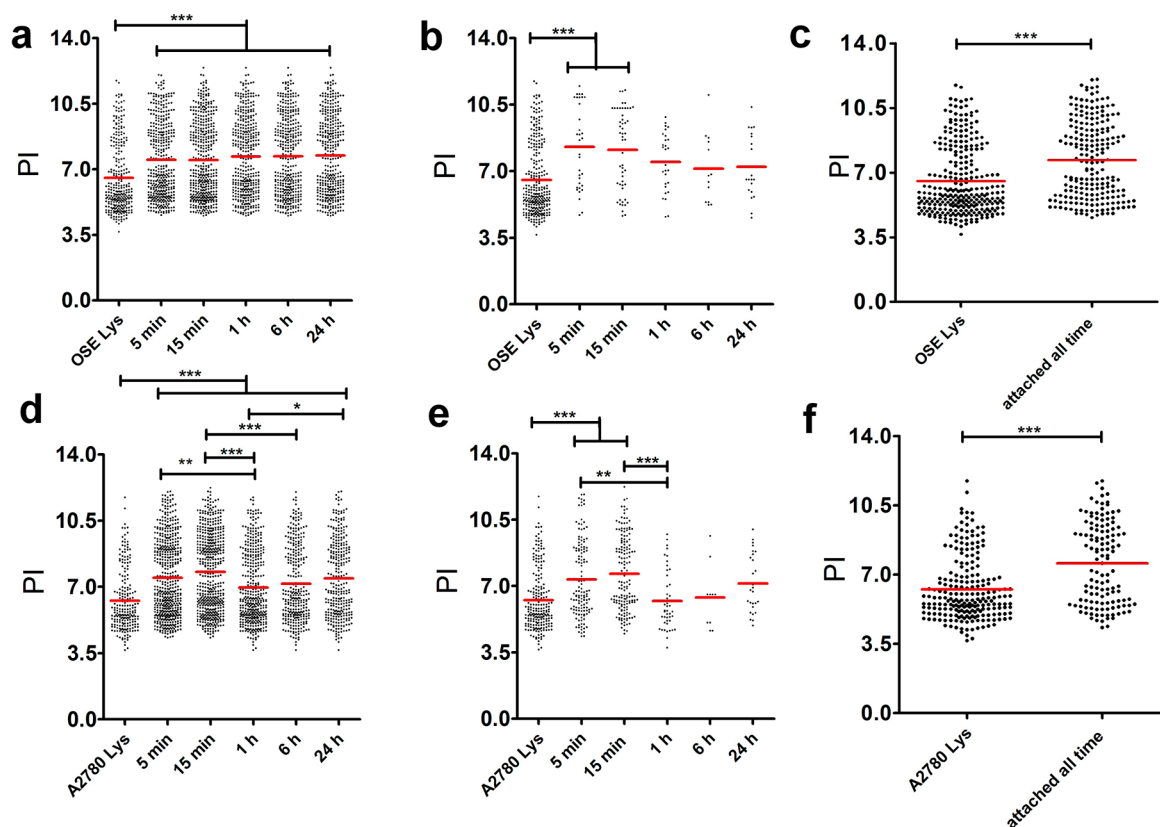 a
***
14.0
10.5
7.0
3.5
0.0
PI
OSE Lys
5 min
15 min
1 h
6 h
24 h
b
***
14.0
10.5
7.0
3.5
0.0
PI
OSE Lys
5 min
15 min
1 h
6 h
24 h
c
***
14.0
10.5
7.0
3.5
0.0
PI
OSE Lys
attached all time
d
***
*
***
***
**
14.0
10.5
7.0
3.5
0.0
PI
A2780 Lys
5 min
15 min
1 h
6 h
24 h
e
***
***
**
14.0
10.5
7.0
3.5
0.0
PI
A2780 Lys
5 min
15 min
1 h
6 h
24 h
f
***
14.0
10.5
7.0
3.5
0.0
PI
A2780 Lys
attached all time